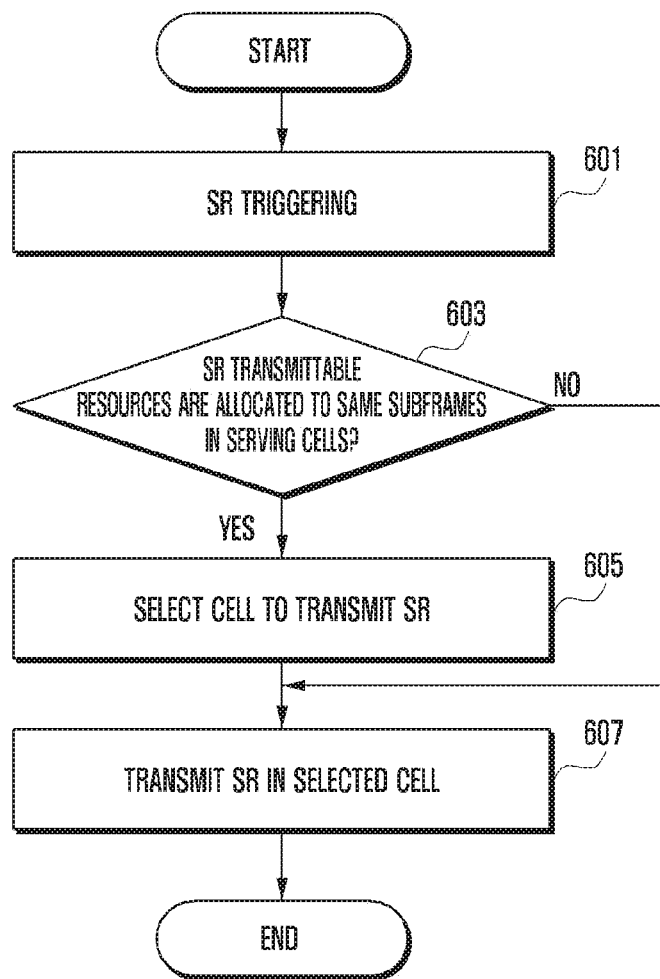 START
SR TRIGGERING
601
603
SR TRANSMITTABLE
RESOURCES ARE ALLOCATED TO SAME SUBFRAMES
IN SERVING CELLS?
NO
YES
605
SELECT CELL TO TRANSMIT SR
607
TRANSMIT SR IN SELECTED CELL
END